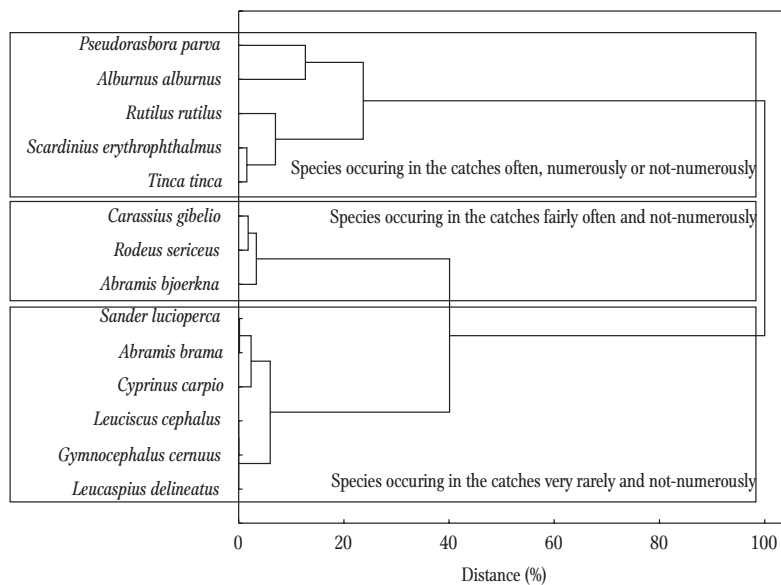 Pseudorasbora parva
Alburnus alburnus
Rutilus rutilus
Scardinius erythrophthalmus
Species occuring in the catches often, numerously or not-numerously
Tinca tinca
Carassius gibelio
Species occuring in the catches fairly often and not-numerously
Rodeus sericeus
Abramis bjoerkna
Sander lucioperca
Abramis brama
Cyprinus carpio
Leuciscus cephalus
Gymnocephalus cernuus
Species occuring in the catches very rarely and not-numerously
Leucaspius delineatus
0 20 40 60 80 100
Distance (%)